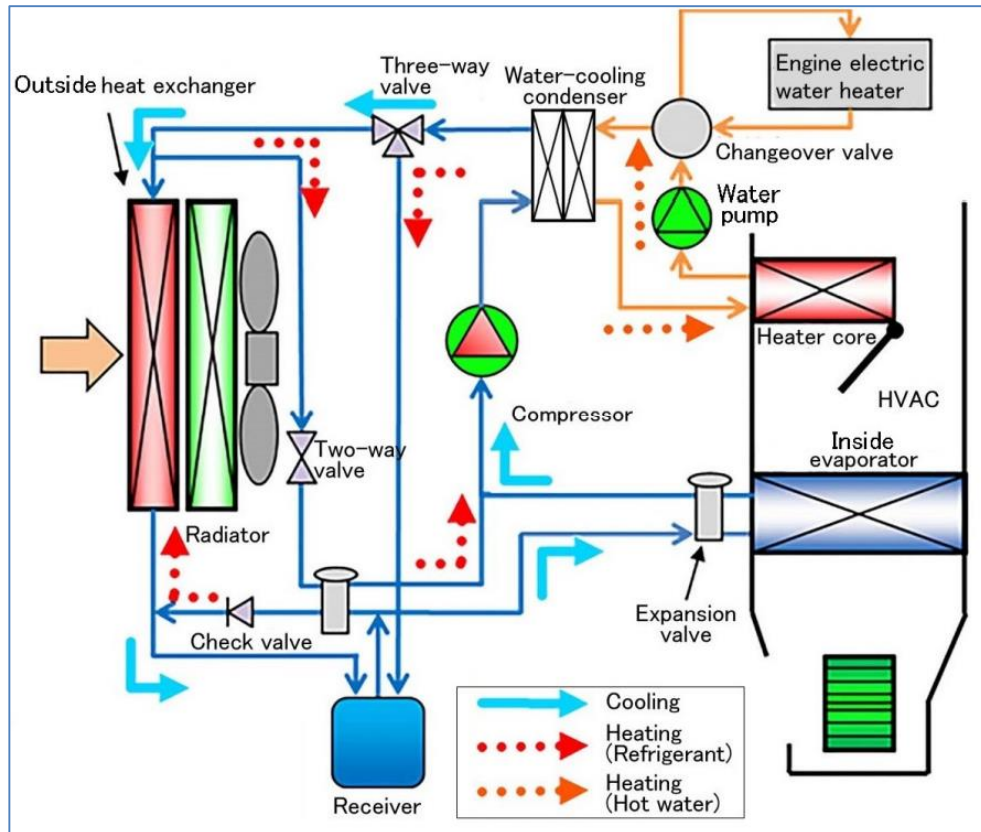 Three-way
valve
Water-cooling
condenser
Engine electric
water heater
Outside heat exchanger
Changeover valve
Water
pump
Heater core
HVAC
Compressor
Inside
evaporator
Two-way
valve
Radiator
Check valve
Expansion
valve
Receiver
Cooling
Heating
(Refrigerant)
Heating
(Hot water)